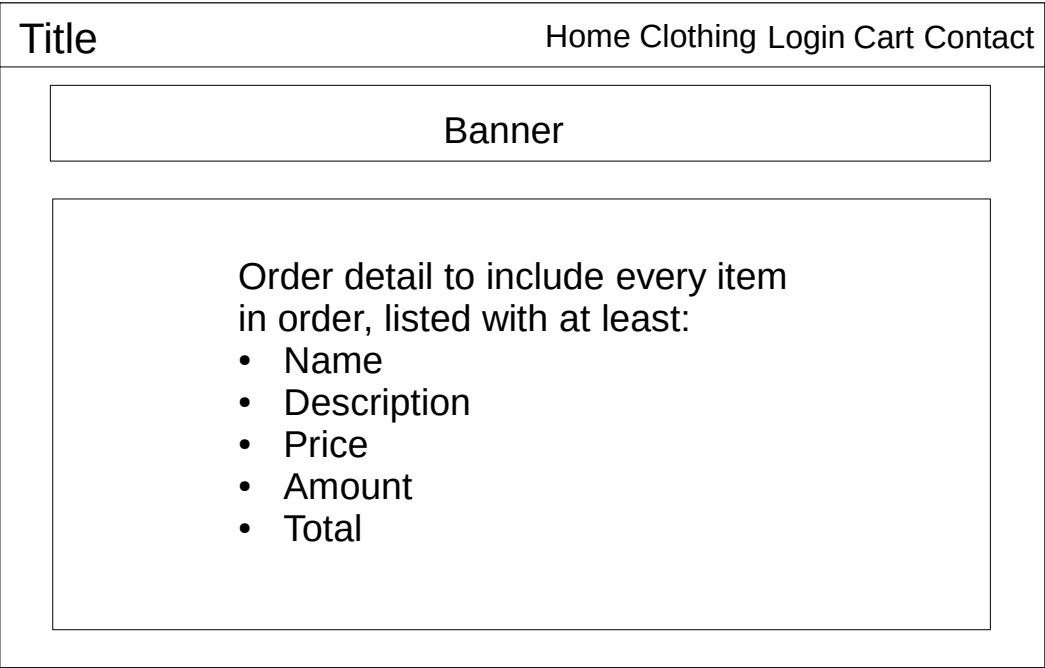 Title
Home Clothing Login Cart Contact
Banner
Order detail to include every item
in order, listed with at least:
• Name
• Description
• Price
• Amount
• Total